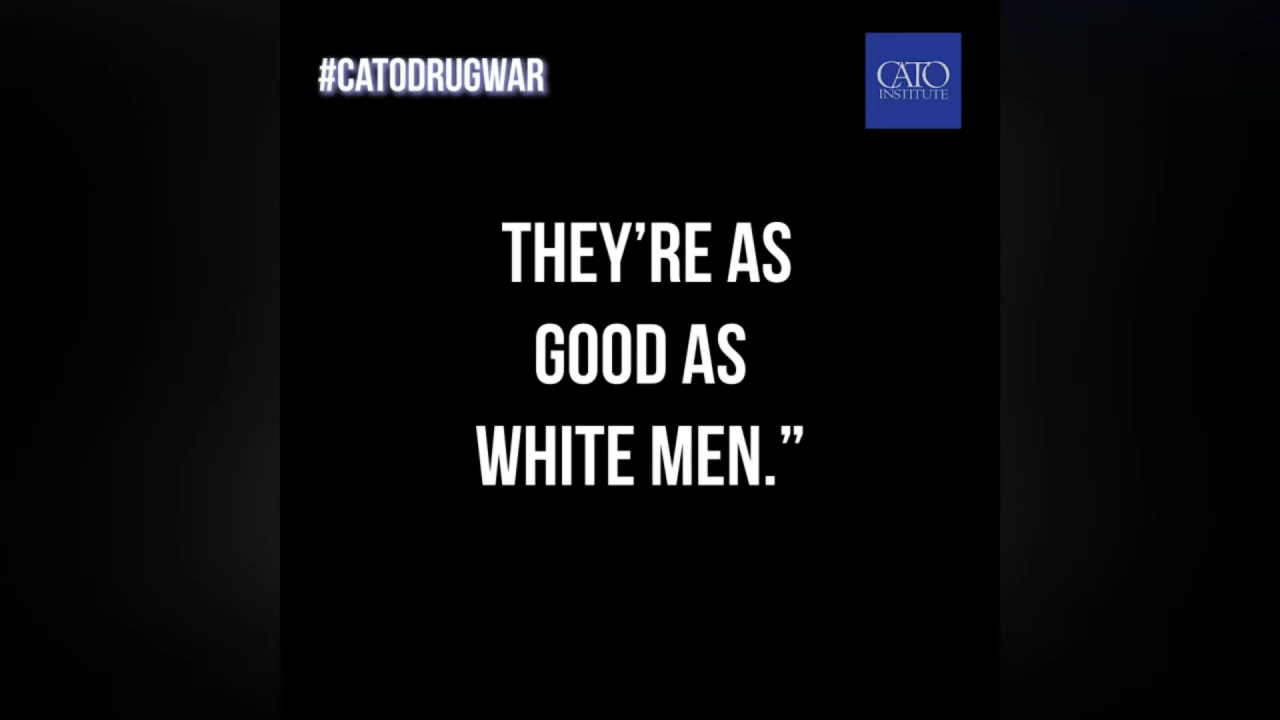 #CATODRUGWAR
CATO
INSTITUTE
THEY’RE AS
GOOD AS
WHITE MEN.”